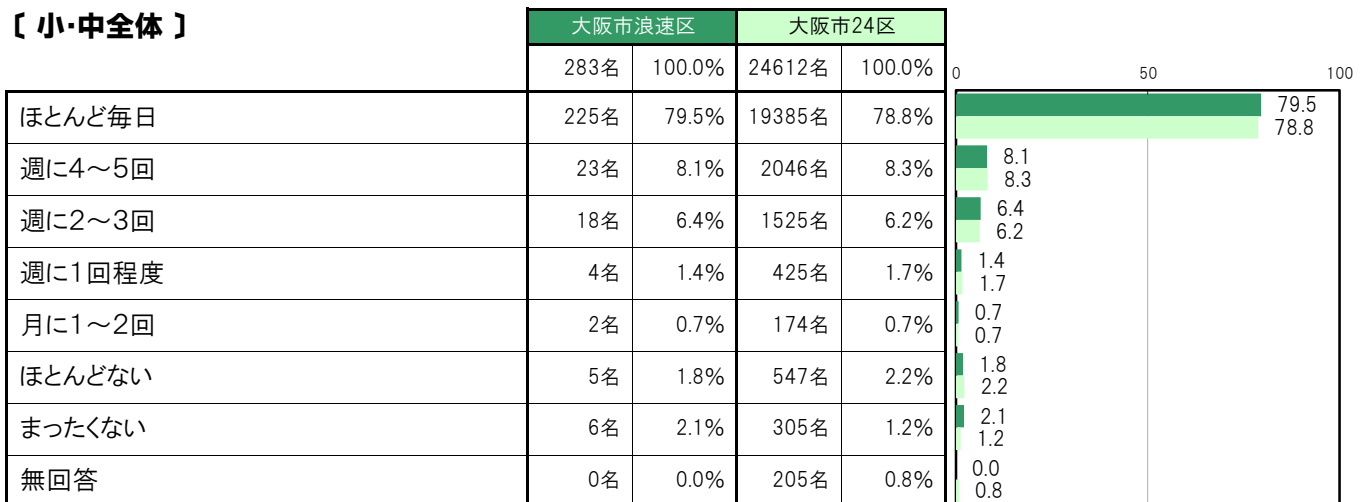 〔 小・中全体 〕
大阪市浪速区 大阪市24区
283名 100.0% 24612名 100.0% 0 50 100
ほとんど毎日 225名 79.5% 19385名 78.8% 79.5
78.8
週に4～5回 23名 8.1% 2046名 8.3% 8.1
8.3
週に2～3回 18名 6.4% 1525名 6.2% 6.4
6.2
週に1回程度 4名 1.4% 425名 1.7% 1.4
1.7
月に1～2回 2名 0.7% 174名 0.7% 0.7
0.7
ほとんどない 5名 1.8% 547名 2.2% 1.8
2.2
まったくない 6名 2.1% 305名 1.2% 2.1
1.2
無回答 0名 0.0% 205名 0.8% 0.0
0.8